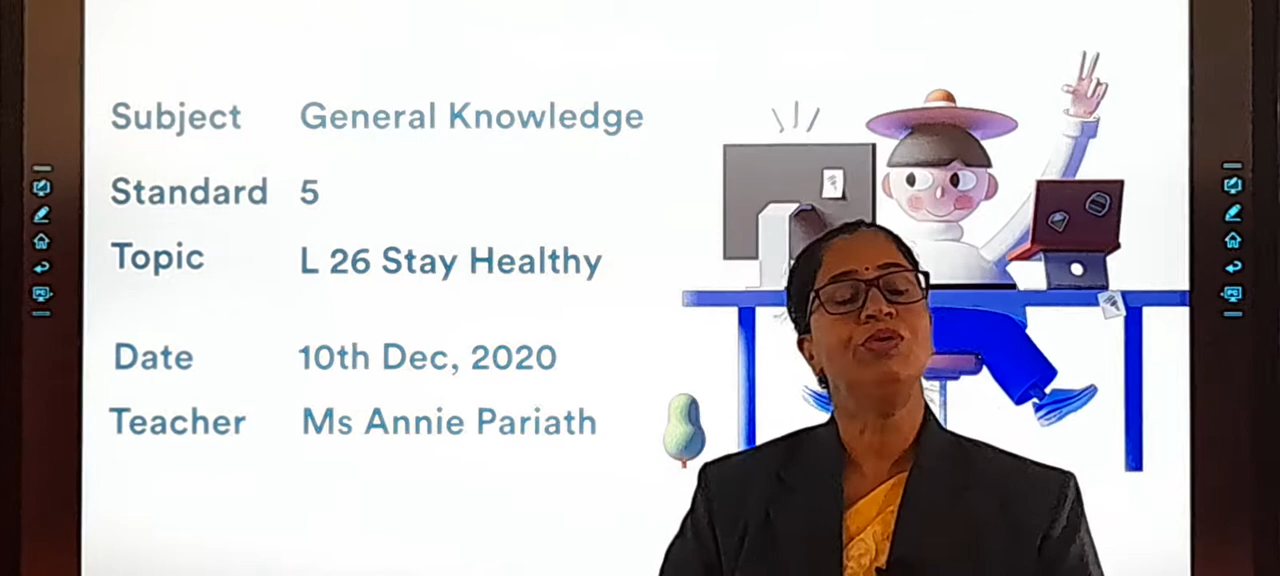 Subject General Knowledge
Standard 5
Topic L 26 Stay Healthy
Date 10th Dec, 2020
Teacher Ms Annie Pariath